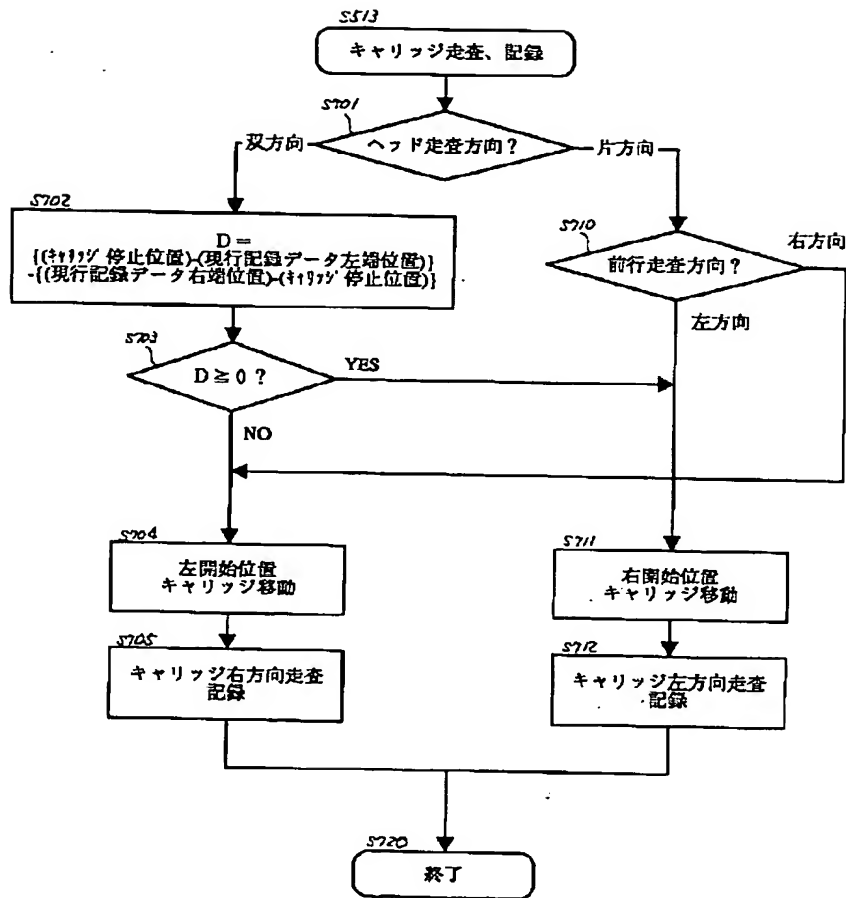 S513
キャリッジ走査、記録
S701
ヘッド走査方向?
双方向
片方向
S702
D =
{(キャリッジ 停止位置)-(現行記録データ左端位置)}
-{(現行記録データ右端位置)-(キャリッジ 停止位置)}
S710
前行走査方向?
右方向
左方向
S703
D ≧ 0 ?
YES
NO
S704
左開始位置
キャリッジ移動
S711
右開始位置
キャリッジ移動
S705
キャリッジ右方向走査
記録
S712
キャリッジ左方向走査
記録
S720
終了